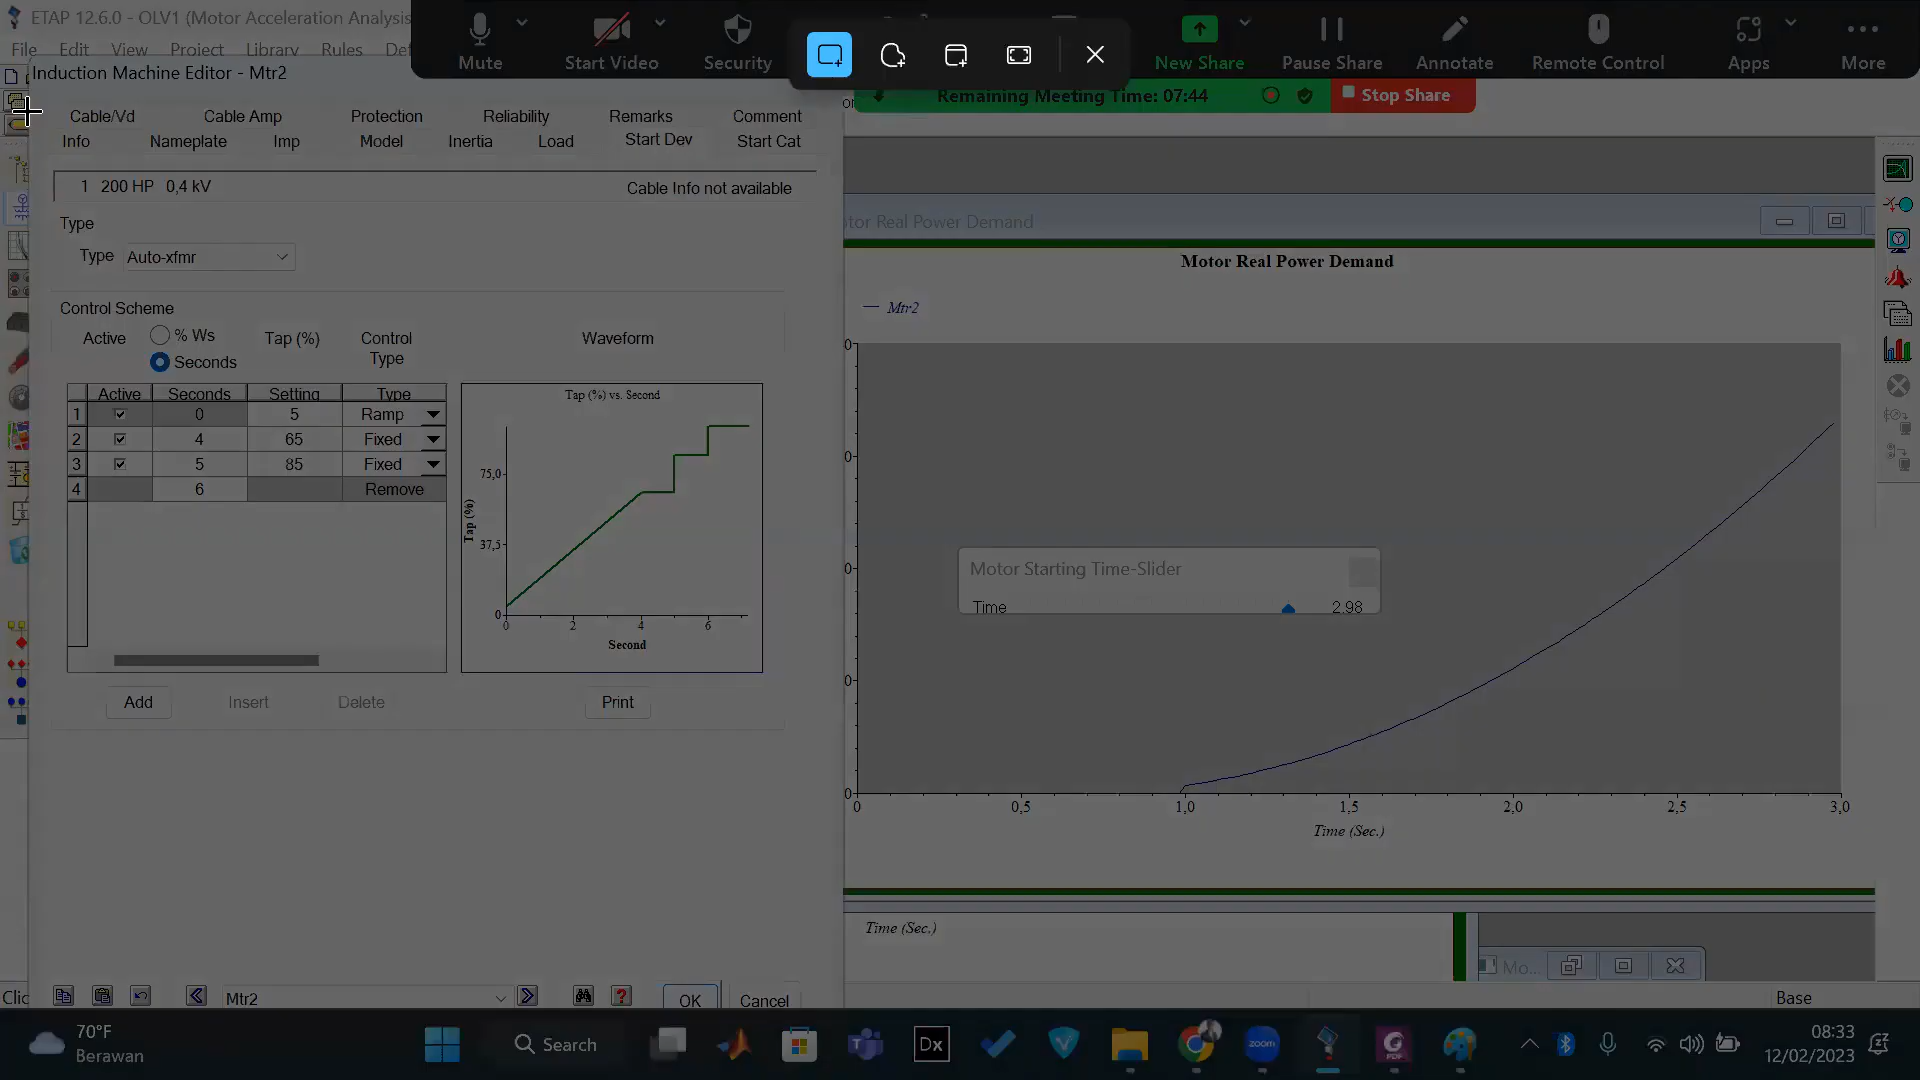 ETAP 12.6.0 - OLV1 (Motor Acceleration Analysis
File Edit View Project Library Rules
Mute
Start Video
Security
New Share
Pause Share
Annotate
Remote Control
Apps
More
Remaining Meeting Time: 07:44
Stop Share
Induction Machine Editor - Mtr2
Cable/Vd Cable Amp Protection Reliability Remarks Comment
Info Nameplate Imp Model Inertia Load Start Dev Start Cat
1 200 HP 0,4 kV
Cable Info not available
Type
Type Auto-xfmr
Control Scheme
Active % Ws Tap (%) Control Type
Seconds
Waveform
Active Seconds Setting Type
1 0 5 Ramp
2 4 65 Fixed
3 5 85 Fixed
4 6 Remove
Tap (%) vs. Second
75,0
37,5
0
Tap (%)
0 2 4 6
Second
Add Insert Delete Print
Mtr2
OK Cancel
tor Real Power Demand
Motor Real Power Demand
Mtr2
Motor Starting Time-Slider
Time 2.98
0 0,5 1,0 1,5 2,0 2,5 3,0
Time (Sec.)
Time (Sec.)
Mo...
Clic
Base
70°F
Berawan
Search
Dx
zoom
PDF
08:33
12/02/2023